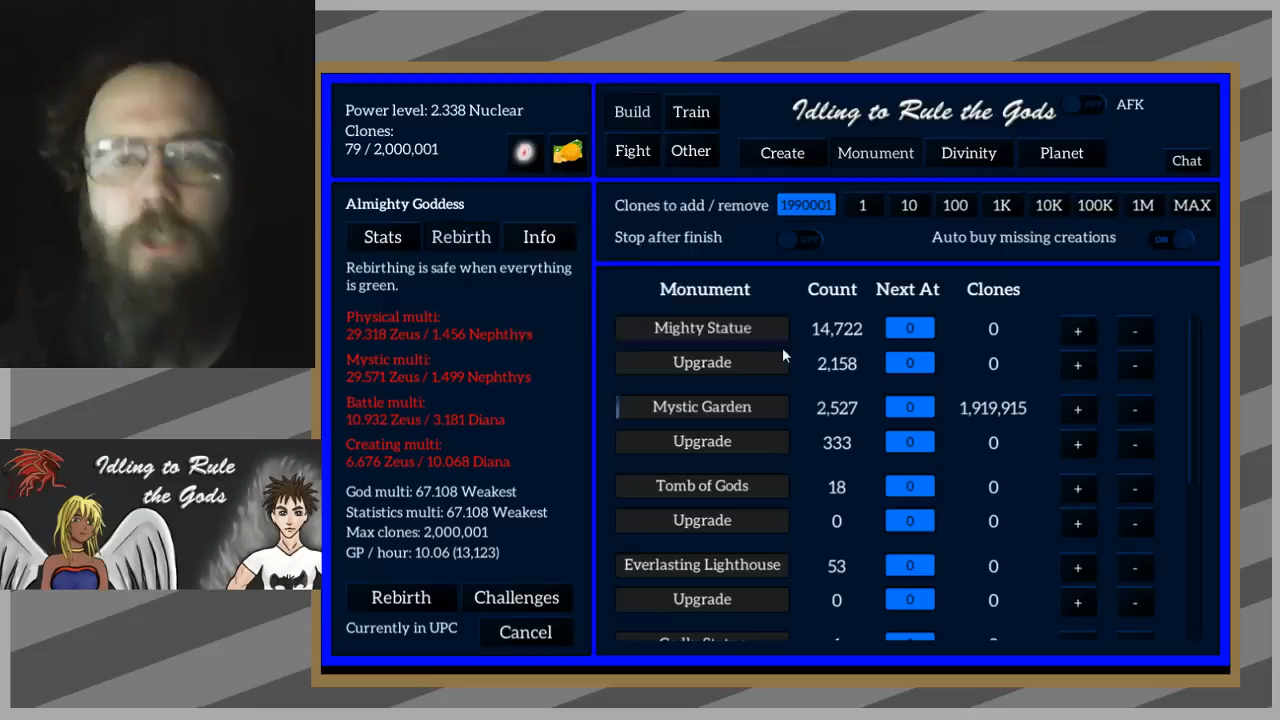 Power level: 2.338 Nuclear
Clones:
79 / 2,000,001
Build
Train
Fight
Other
Idling to Rule the Gods
OFF
AFK
Create
Monument
Divinity
Planet
Chat
Almighty Goddess
Stats
Rebirth
Info
Rebirthing is safe when everything
is green.
Physical multi:
29.318 Zeus / 1.456 Nephthys
Mystic multi:
29.571 Zeus / 1.499 Nephthys
Battle multi:
10.932 Zeus / 3.181 Diana
Creating multi:
6.676 Zeus / 10.068 Diana
God multi: 67.108 Weakest
Statistics multi: 67.108 Weakest
Max clones: 2,000,001
GP / hour: 10.06 (13,123)
Rebirth
Challenges
Currently in UPC
Cancel
Clones to add / remove 1990001 1 10 100 1K 10K 100K 1M MAX
Stop after finish OFF Auto buy missing creations ON
Monument Count Next At Clones
Mighty Statue 14,722 0 0 + -
Upgrade 2,158 0 0 + -
Mystic Garden 2,527 0 1,919,915 + -
Upgrade 333 0 0 + -
Tomb of Gods 18 0 0 + -
Upgrade 0 0 0 + -
Everlasting Lighthouse 53 0 0 + -
Upgrade 0 0 0 + -
Idling to Rule
the Gods